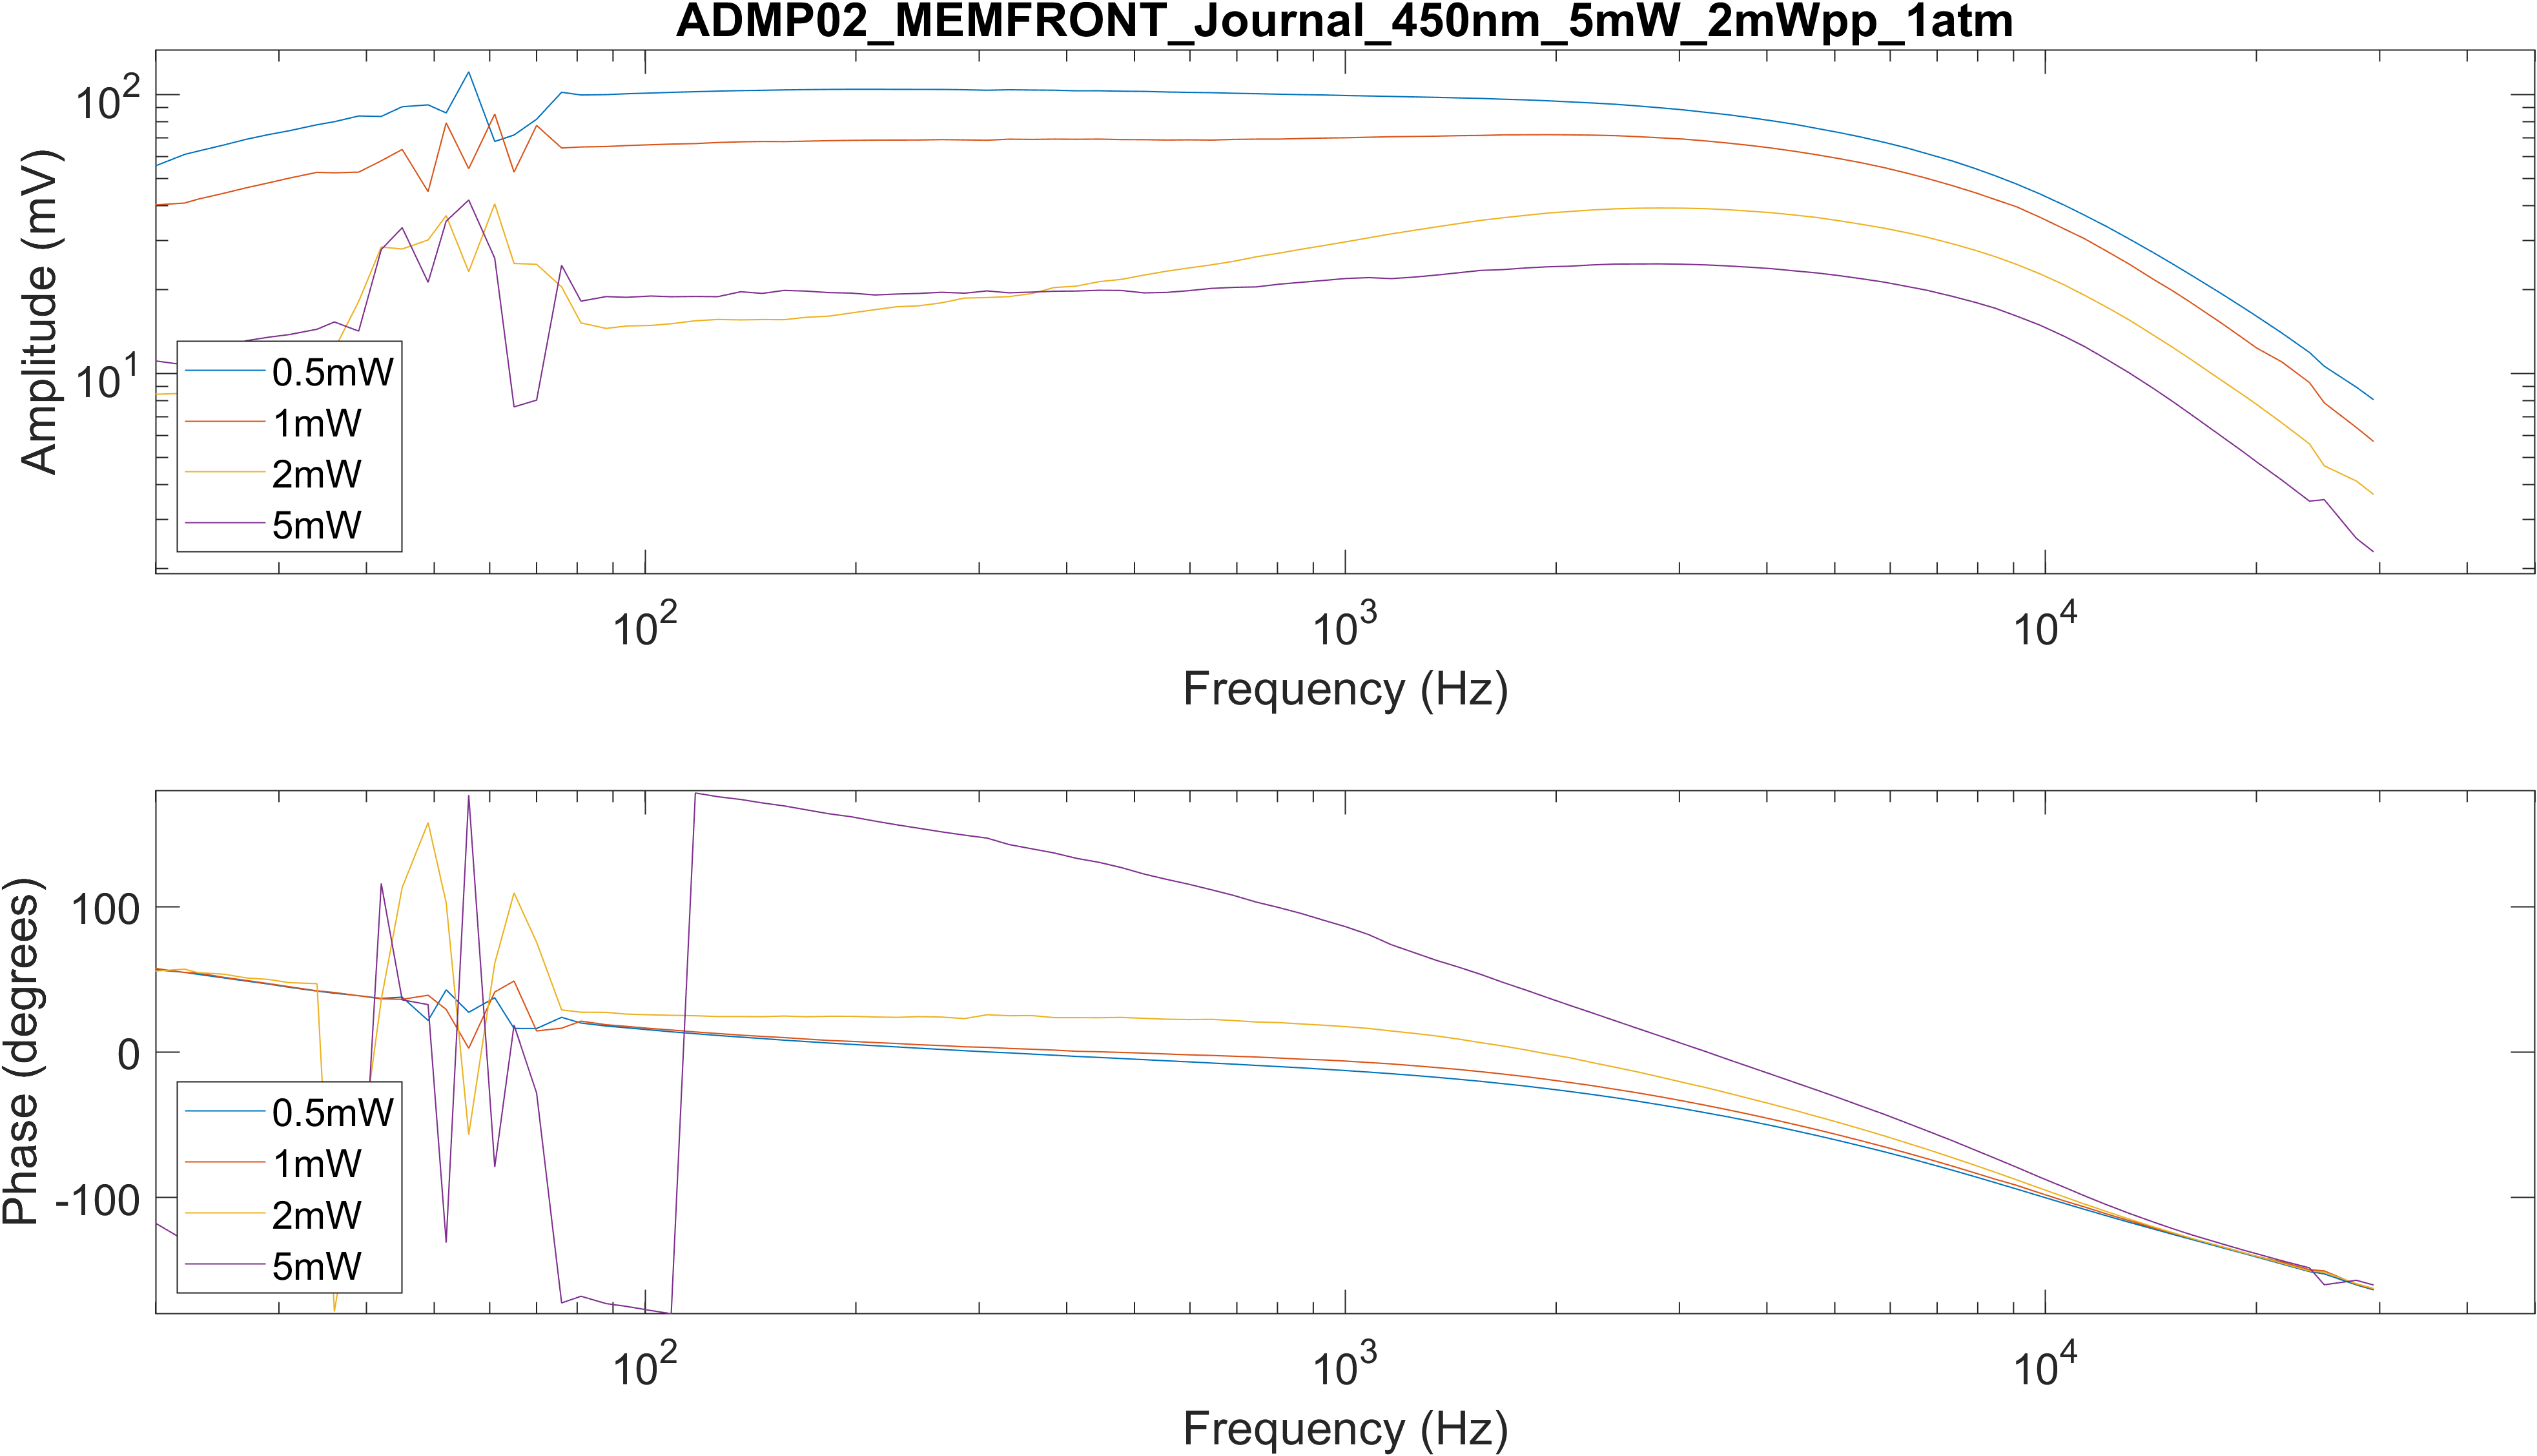 ADMP02_MEMFRONT_Journal_450nm_5mW_2mWpp_1atm
Amplitude (mV)
10^2
10^1
0.5mW
1mW
2mW
5mW
10^2
10^3
10^4
Frequency (Hz)
Phase (degrees)
100
0
-100
0.5mW
1mW
2mW
5mW
10^2
10^3
10^4
Frequency (Hz)